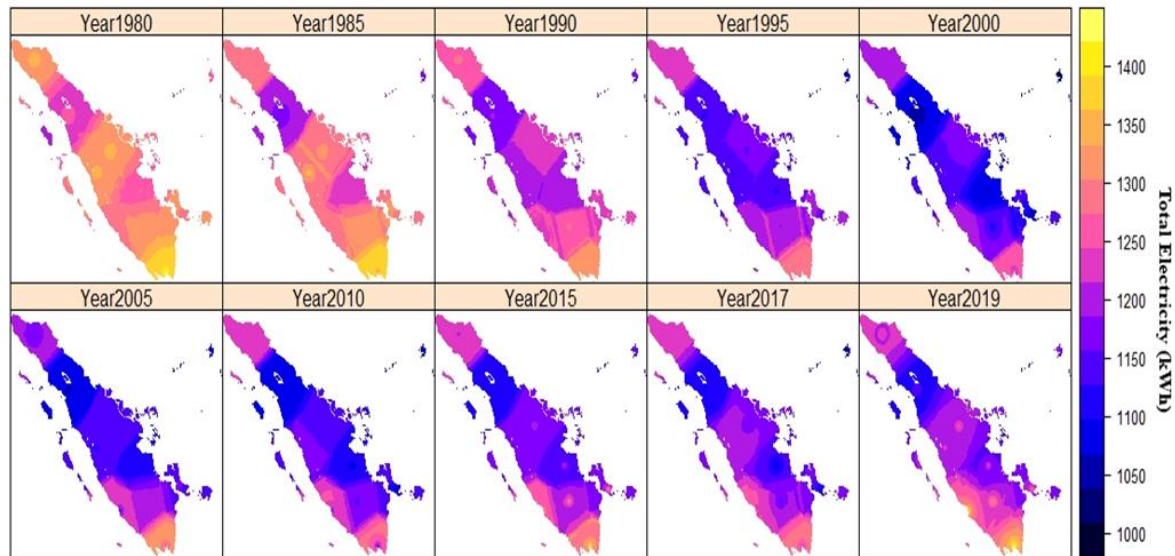 Year1980
Year1985
Year1990
Year1995
Year2000
Year2005
Year2010
Year2015
Year2017
Year2019
1400
1350
1300
1250
1200
1150
1100
1050
1000
Total Electricity (kWh)